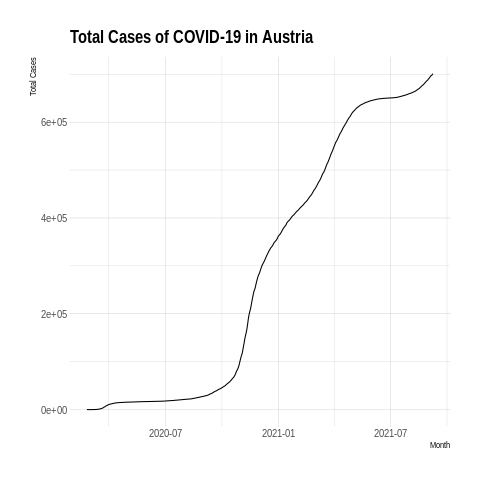 Total Cases of COVID-19 in Austria
Total Cases
6e+05
4e+05
2e+05
0e+00
2020-07
2021-01
2021-07
Month